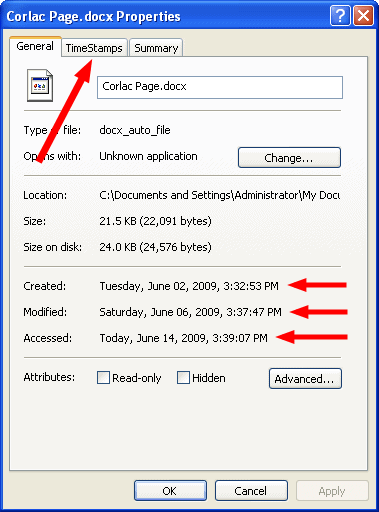 Corlac Page.docx Properties
General TimeStamps Summary
Corlac Page.docx
Type of file: docx_auto_file
Opens with: Unknown application Change...
Location: C:\Documents and Settings\Administrator\My Docu
Size: 21.5 KB (22,091 bytes)
Size on disk: 24.0 KB (24,576 bytes)
Created: Tuesday, June 02, 2009, 3:32:53 PM
Modified: Saturday, June 06, 2009, 3:37:47 PM
Accessed: Today, June 14, 2009, 3:39:07 PM
Attributes: Read-only Hidden Advanced...
OK Cancel Apply